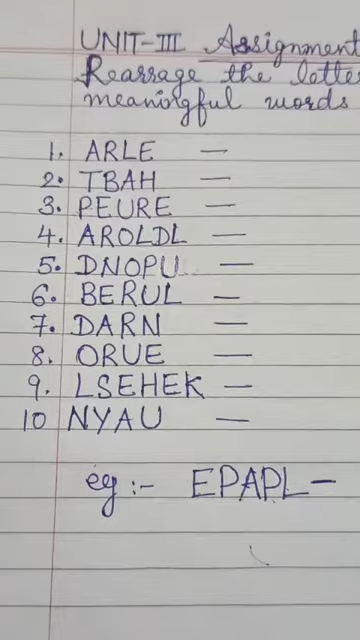 UNIT-III Assignment
Rearrage the lette
meaningful words
1. ARLE —
2. TBAH —
3. PEURE —
4. AROLDL —
5. DNOPU —
6. BERUL —
7. DARN —
8. ORUE —
9. LSEHEK —
10 NYAU —
eg :- EPAPL –